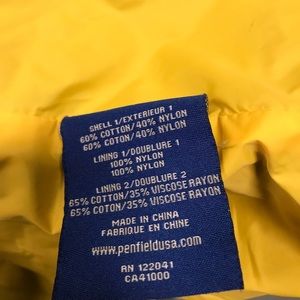 SHELL 1/EXTERIEUR 1
60% COTTON/40% NYLON
60% COTTON/40% NYLON
LINING 1/DOUBLURE 1
100% NYLON
100% NYLON
LINING 2/DOUBLURE 2
65% COTTON/35% VISCOSE RAYON
65% COTTON/35% VISCOSE RAYON
MADE IN CHINA
FABRIQUE EN CHINE
www.penfieldusa.com
RN 122041
CA41000